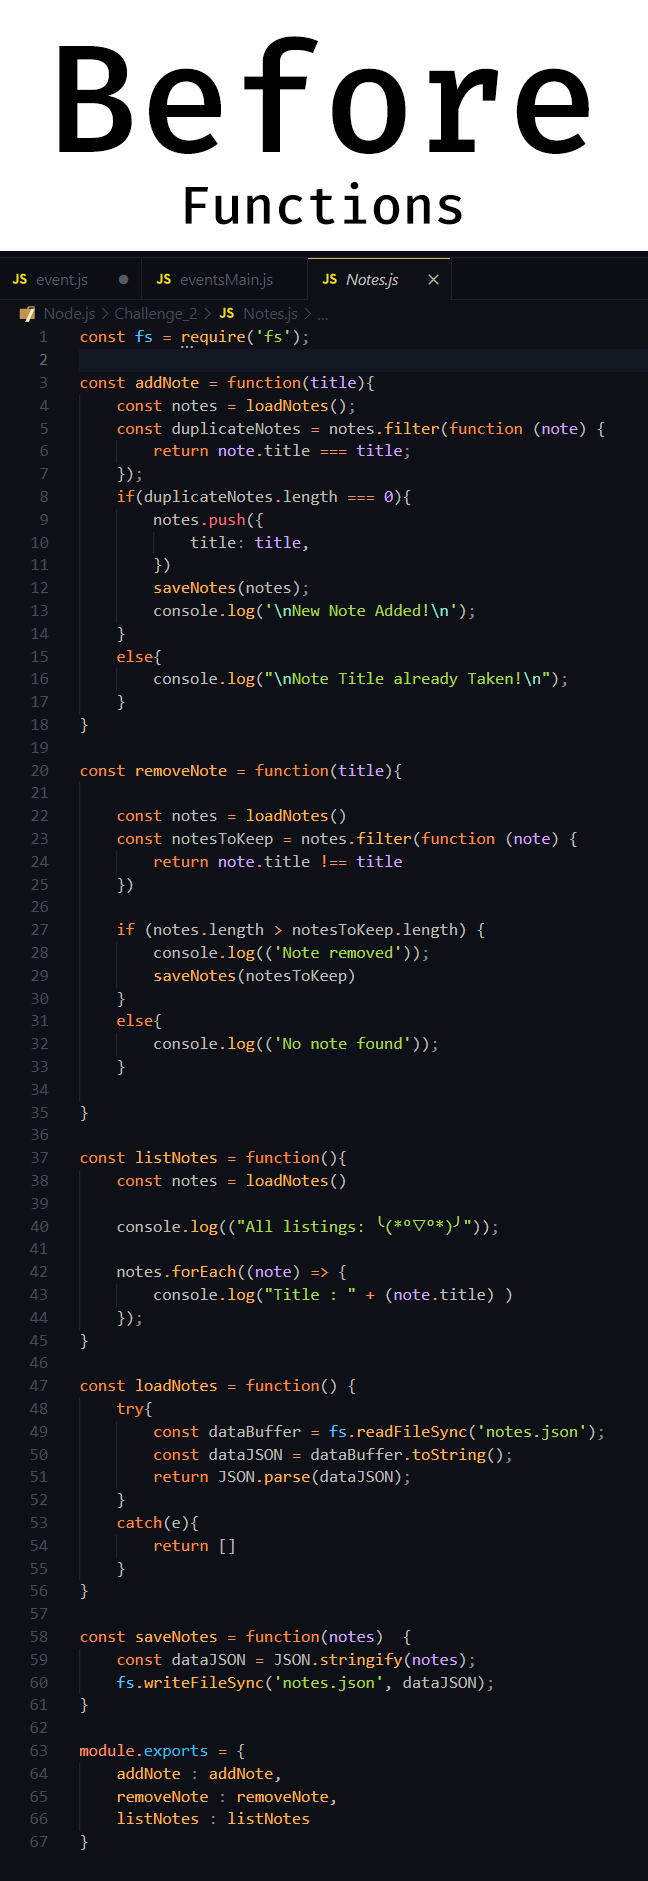 Before
Functions
JS event.js ● JS eventsMain.js JS Notes.js ×
Node.js > Challenge_2 > JS Notes.js > ...
1 const fs = require('fs');
2
3 const addNote = function(title){
4     const notes = loadNotes();
5     const duplicateNotes = notes.filter(function (note) {
6         return note.title === title;
7     });
8     if(duplicateNotes.length === 0){
9         notes.push({
10             title: title,
11         })
12         saveNotes(notes);
13         console.log('\nNew Note Added!\n');
14     }
15     else{
16         console.log("\nNote Title already Taken!\n");
17     }
18 }
19
20 const removeNote = function(title){
21
22     const notes = loadNotes()
23     const notesToKeep = notes.filter(function (note) {
24         return note.title !== title
25     })
26
27     if (notes.length > notesToKeep.length) {
28         console.log(('Note removed'));
29         saveNotes(notesToKeep)
30     }
31     else{
32         console.log(('No note found'));
33     }
34
35 }
36
37 const listNotes = function(){
38     const notes = loadNotes()
39
40     console.log(("All listings: ╰(*°▽°*)╯"));
41
42     notes.forEach((note) => {
43         console.log("Title : " + (note.title) )
44     });
45 }
46
47 const loadNotes = function() {
48     try{
49         const dataBuffer = fs.readFileSync('notes.json');
50         const dataJSON = dataBuffer.toString();
51         return JSON.parse(dataJSON);
52     }
53     catch(e){
54         return []
55     }
56 }
57
58 const saveNotes = function(notes)  {
59     const dataJSON = JSON.stringify(notes);
60     fs.writeFileSync('notes.json', dataJSON);
61 }
62
63 module.exports = {
64     addNote : addNote,
65     removeNote : removeNote,
66     listNotes : listNotes
67 }